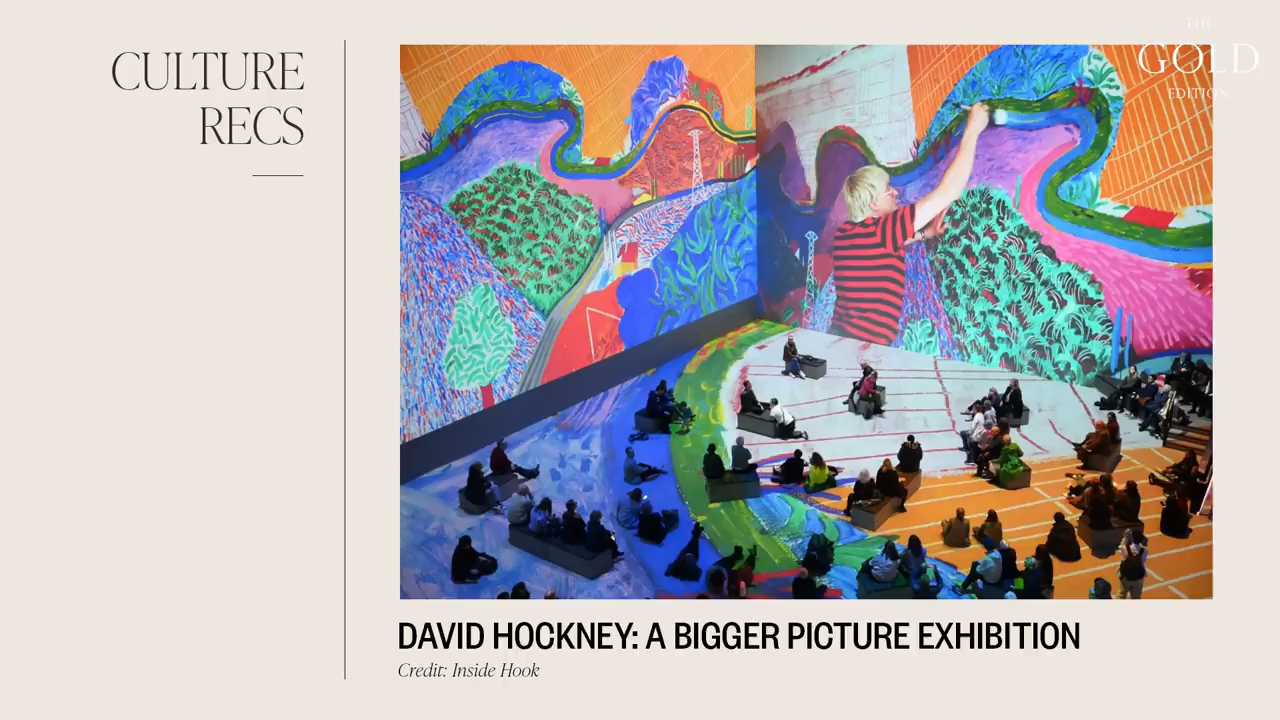 CULTURE
RECS
THE
GOLD
EDITION
DAVID HOCKNEY: A BIGGER PICTURE EXHIBITION
Credit: Inside Hook